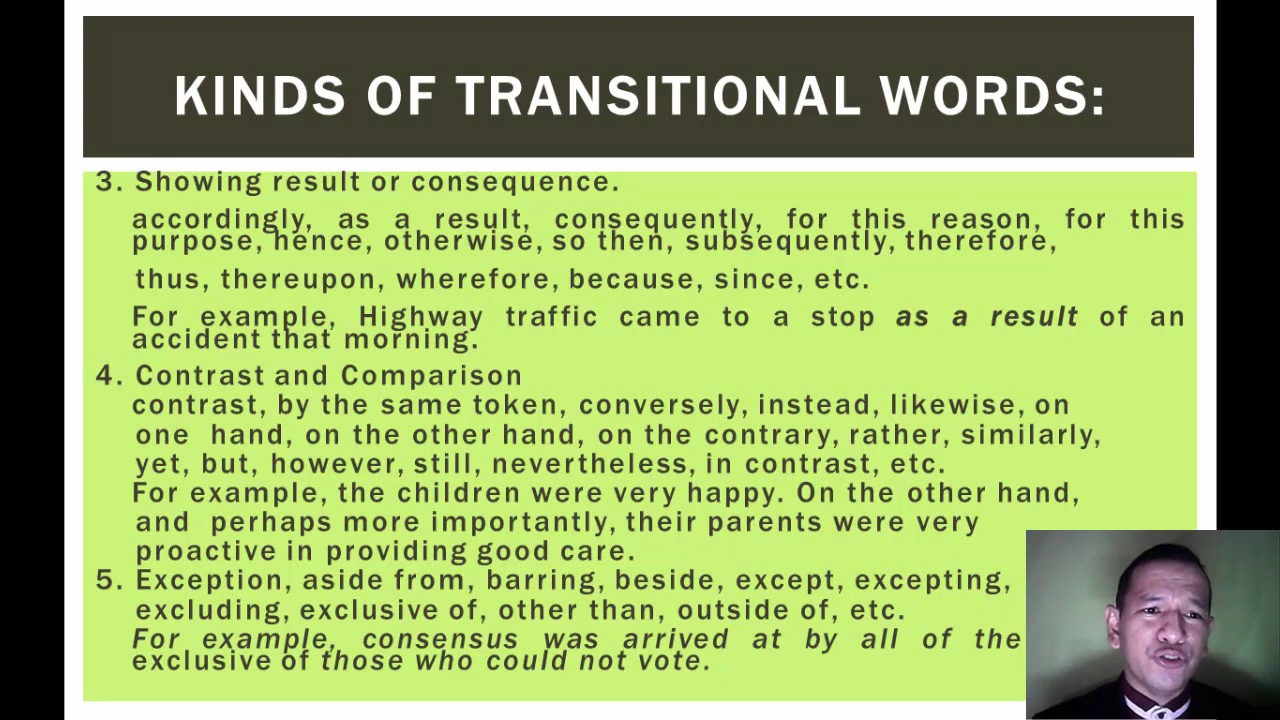 KINDS OF TRANSITIONAL WORDS:
3. Showing result or consequence.
accordingly, as a result, consequently, for this reason, for this
purpose, hence, otherwise, so then, subsequently, therefore,
thus, thereupon, wherefore, because, since, etc.
For example, Highway traffic came to a stop as a result of an
accident that morning.
4. Contrast and Comparison
contrast, by the same token, conversely, instead, likewise, on
one hand, on the other hand, on the contrary, rather, similarly,
yet, but, however, still, nevertheless, in contrast, etc.
For example, the children were very happy. On the other hand,
and perhaps more importantly, their parents were very
proactive in providing good care.
5. Exception, aside from, barring, beside, except, excepting,
excluding, exclusive of, other than, outside of, etc.
For example, consensus was arrived at by all of the
exclusive of those who could not vote.